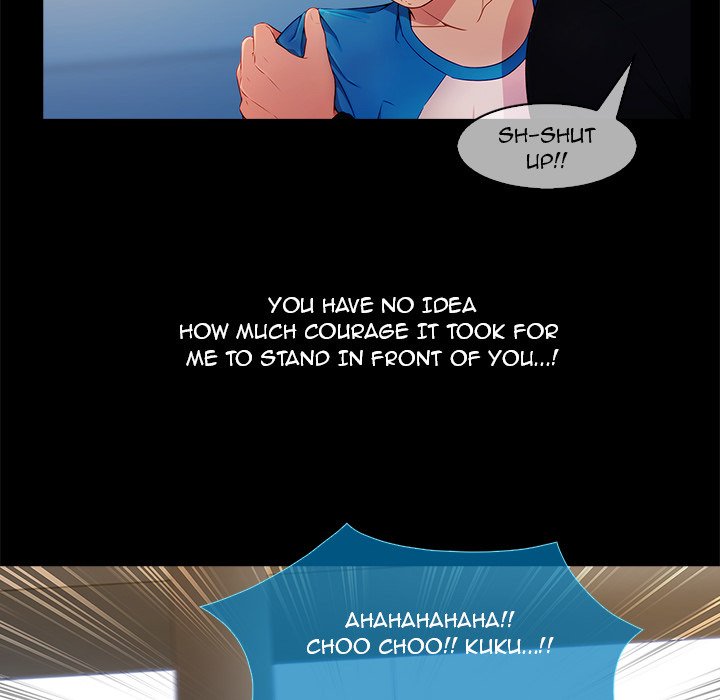 SH-SHUT
UP!!
YOU HAVE NO IDEA
HOW MUCH COURAGE IT TOOK FOR
ME TO STAND IN FRONT OF YOU...!
AHAHAHAHAHA!!
CHOO CHOO!! KUKU...!!